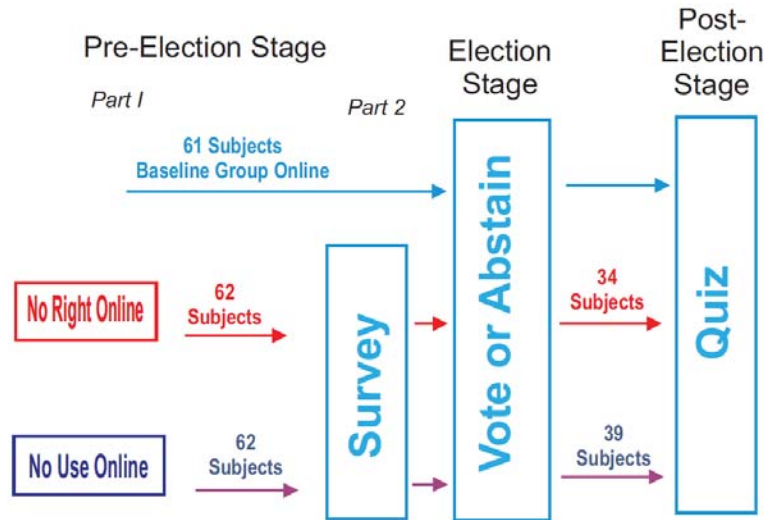 Pre-Election Stage
Election
Stage
Post-
Election
Stage
Part I
Part 2
61 Subjects
Baseline Group Online
No Right Online
62
Subjects
Survey
Vote or Abstain
34
Subjects
Quiz
No Use Online
62
Subjects
39
Subjects